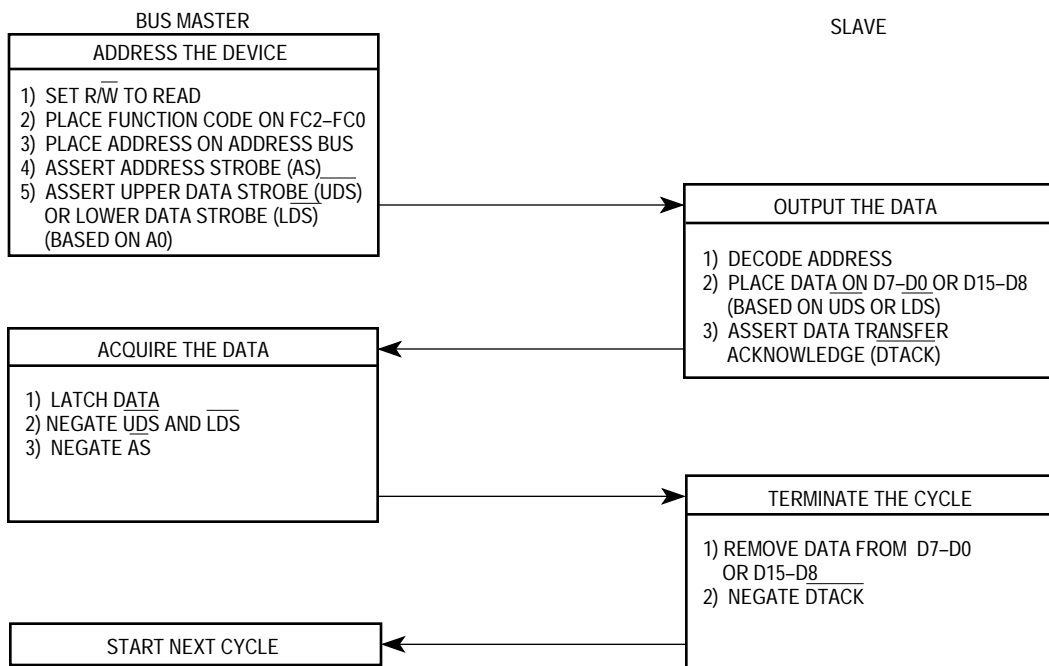 BUS MASTER
SLAVE
ADDRESS THE DEVICE
1) SET R/W̅ TO READ
2) PLACE FUNCTION CODE ON FC2–FC0
3) PLACE ADDRESS ON ADDRESS BUS
4) ASSERT ADDRESS STROBE (AS)
5) ASSERT UPPER DATA STROBE (UDS)
OR LOWER DATA STROBE (LDS)
(BASED ON A0)
OUTPUT THE DATA
1) DECODE ADDRESS
2) PLACE DATA ON D7–D0 OR D15–D8
(BASED ON UDS OR LDS)
3) ASSERT DATA TRANSFER
ACKNOWLEDGE (DTACK)
ACQUIRE THE DATA
1) LATCH DATA
2) NEGATE UDS AND LDS
3) NEGATE AS
TERMINATE THE CYCLE
1) REMOVE DATA FROM D7–D0
OR D15–D8
2) NEGATE DTACK
START NEXT CYCLE